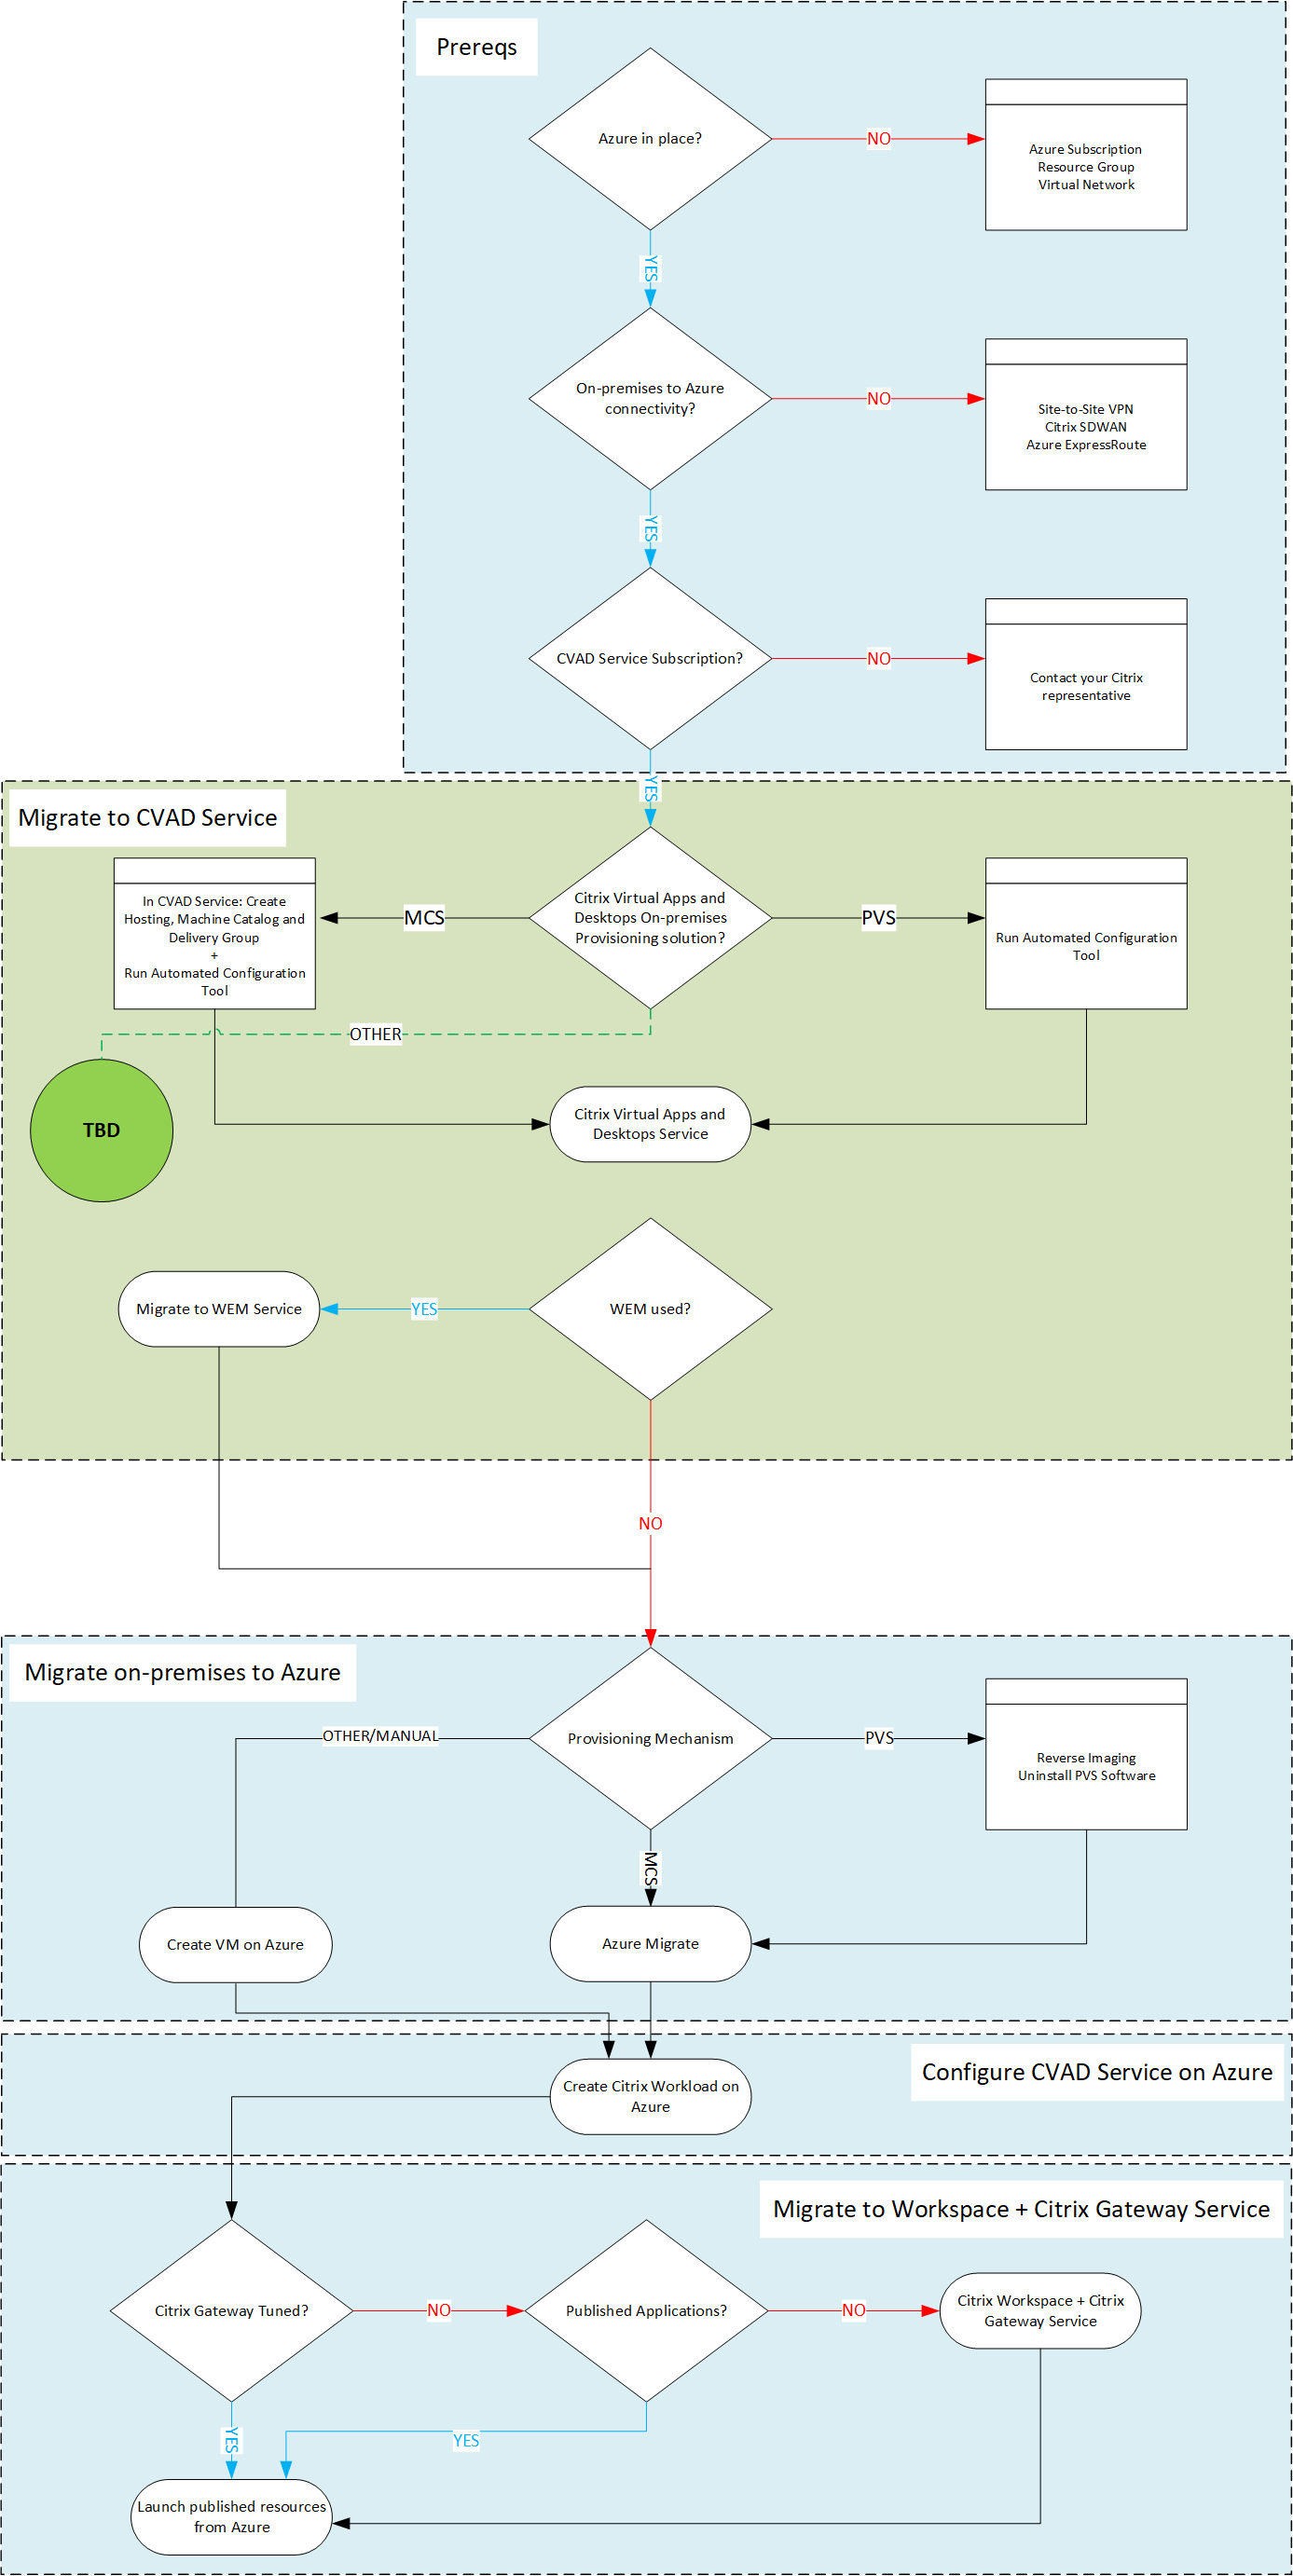 Prereqs
Azure in place?
NO
Azure Subscription
Resource Group
Virtual Network
YES
On-premises to Azure
connectivity?
NO
Site-to-Site VPN
Citrix SDWAN
Azure ExpressRoute
YES
CVAD Service Subscription?
NO
Contact your Citrix
representative
YES
Migrate to CVAD Service
In CVAD Service: Create
Hosting, Machine Catalog and
Delivery Group
+
Run Automated Configuration
Tool
MCS
Citrix Virtual Apps and
Desktops On-premises
Provisioning solution?
PVS
Run Automated Configuration
Tool
OTHER
TBD
Citrix Virtual Apps and
Desktops Service
Migrate to WEM Service
YES
WEM used?
NO
Migrate on-premises to Azure
OTHER/MANUAL
Provisioning Mechanism
PVS
Reverse Imaging
Uninstall PVS Software
MCS
Create VM on Azure
Azure Migrate
Configure CVAD Service on Azure
Create Citrix Workload on
Azure
Migrate to Workspace + Citrix Gateway Service
Citrix Gateway Tuned?
NO
Published Applications?
NO
Citrix Workspace + Citrix
Gateway Service
YES
YES
Launch published resources
from Azure